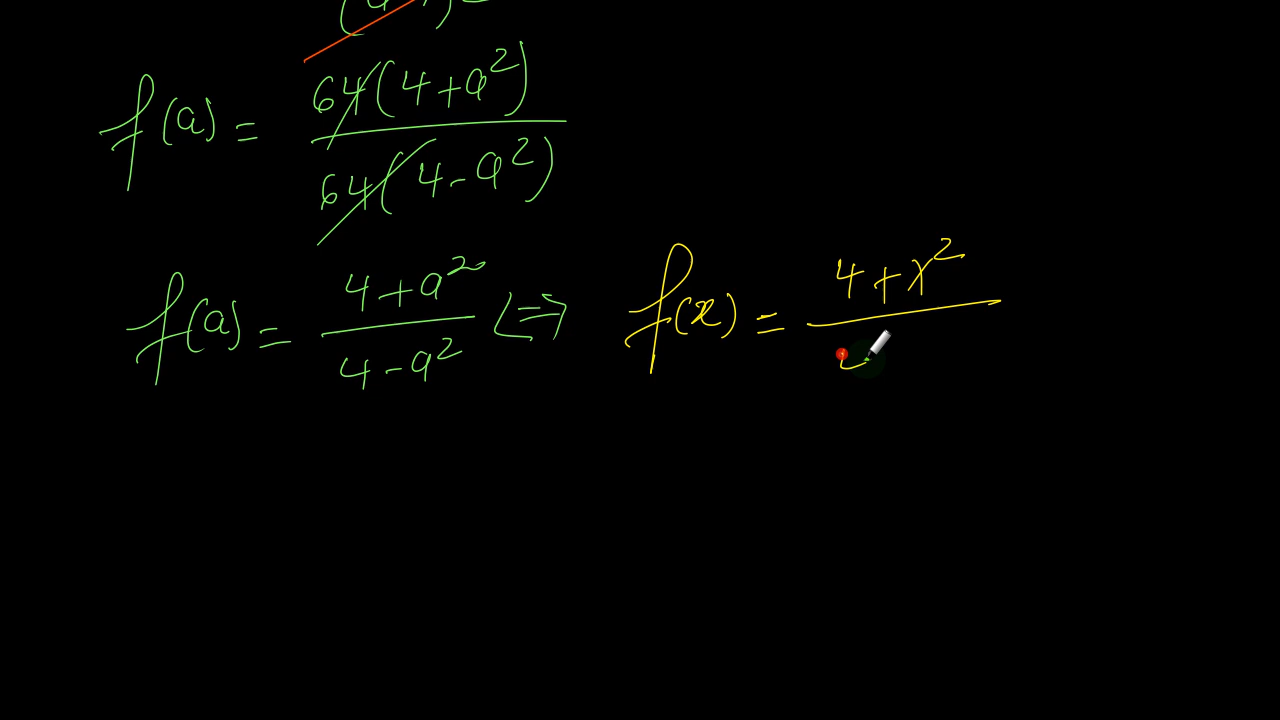 f(a) = 64(4+a²) / 64(4-a²)
f(a) = (4+a²) / (4-a²) ⇔ f(x) = 4+x² /